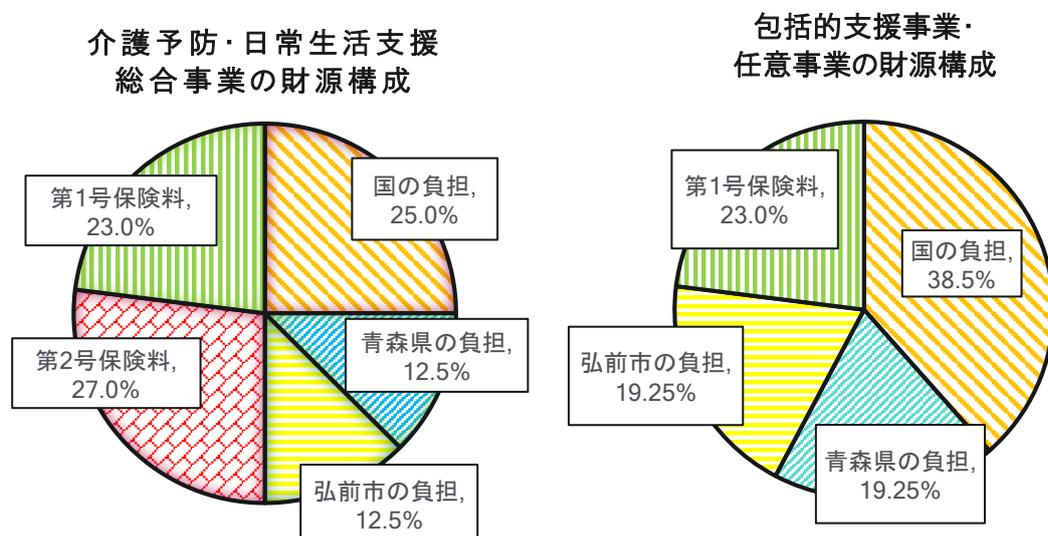 介護予防・日常生活支援
総合事業の財源構成
第1号保険料,
23.0%
国の負担,
25.0%
青森県の負担,
12.5%
第2号保険料,
27.0%
弘前市の負担,
12.5%
包括的支援事業・
任意事業の財源構成
第1号保険料,
23.0%
国の負担,
38.5%
弘前市の負担,
19.25%
青森県の負担,
19.25%